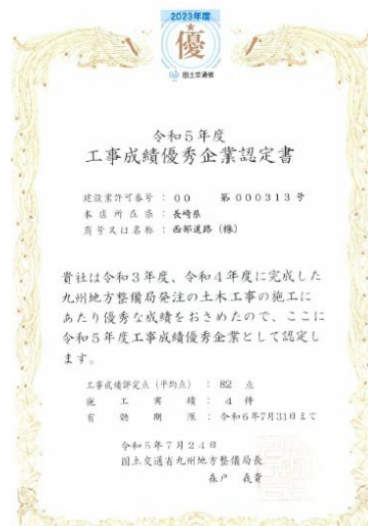 2023年度
優
国土交通省
令和5年度
工事成績優秀企業認定書
建設業許可番号 : 00 第000313号
本店所在県 : 長崎県
商号又は名称 : 西部道路(株)
貴社は令和3年度、令和4年度に完成した
九州地方整備局発注の土木工事の施工に
あたり優秀な成績をおさめたので、ここに
令和5年度工事成績優秀企業として認定し
ます。
工事成績評定点(平均点) : 82 点
施工実績 : 4 件
有効期限 : 令和6年7月31日まで
令和5年7月24日
国土交通省九州地方整備局長
森戸 義貴